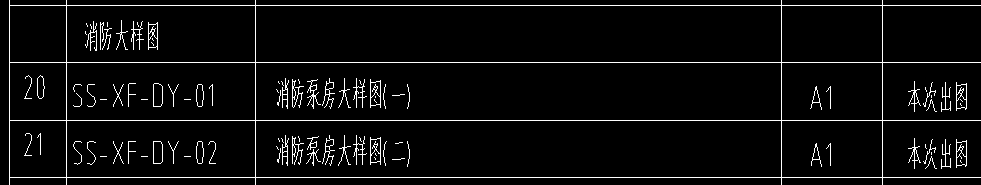 消防大样图
20 SS-XF-DY-01 消防泵房大样图(一) A1 本次出图
21 SS-XF-DY-02 消防泵房大样图(二) A1 本次出图